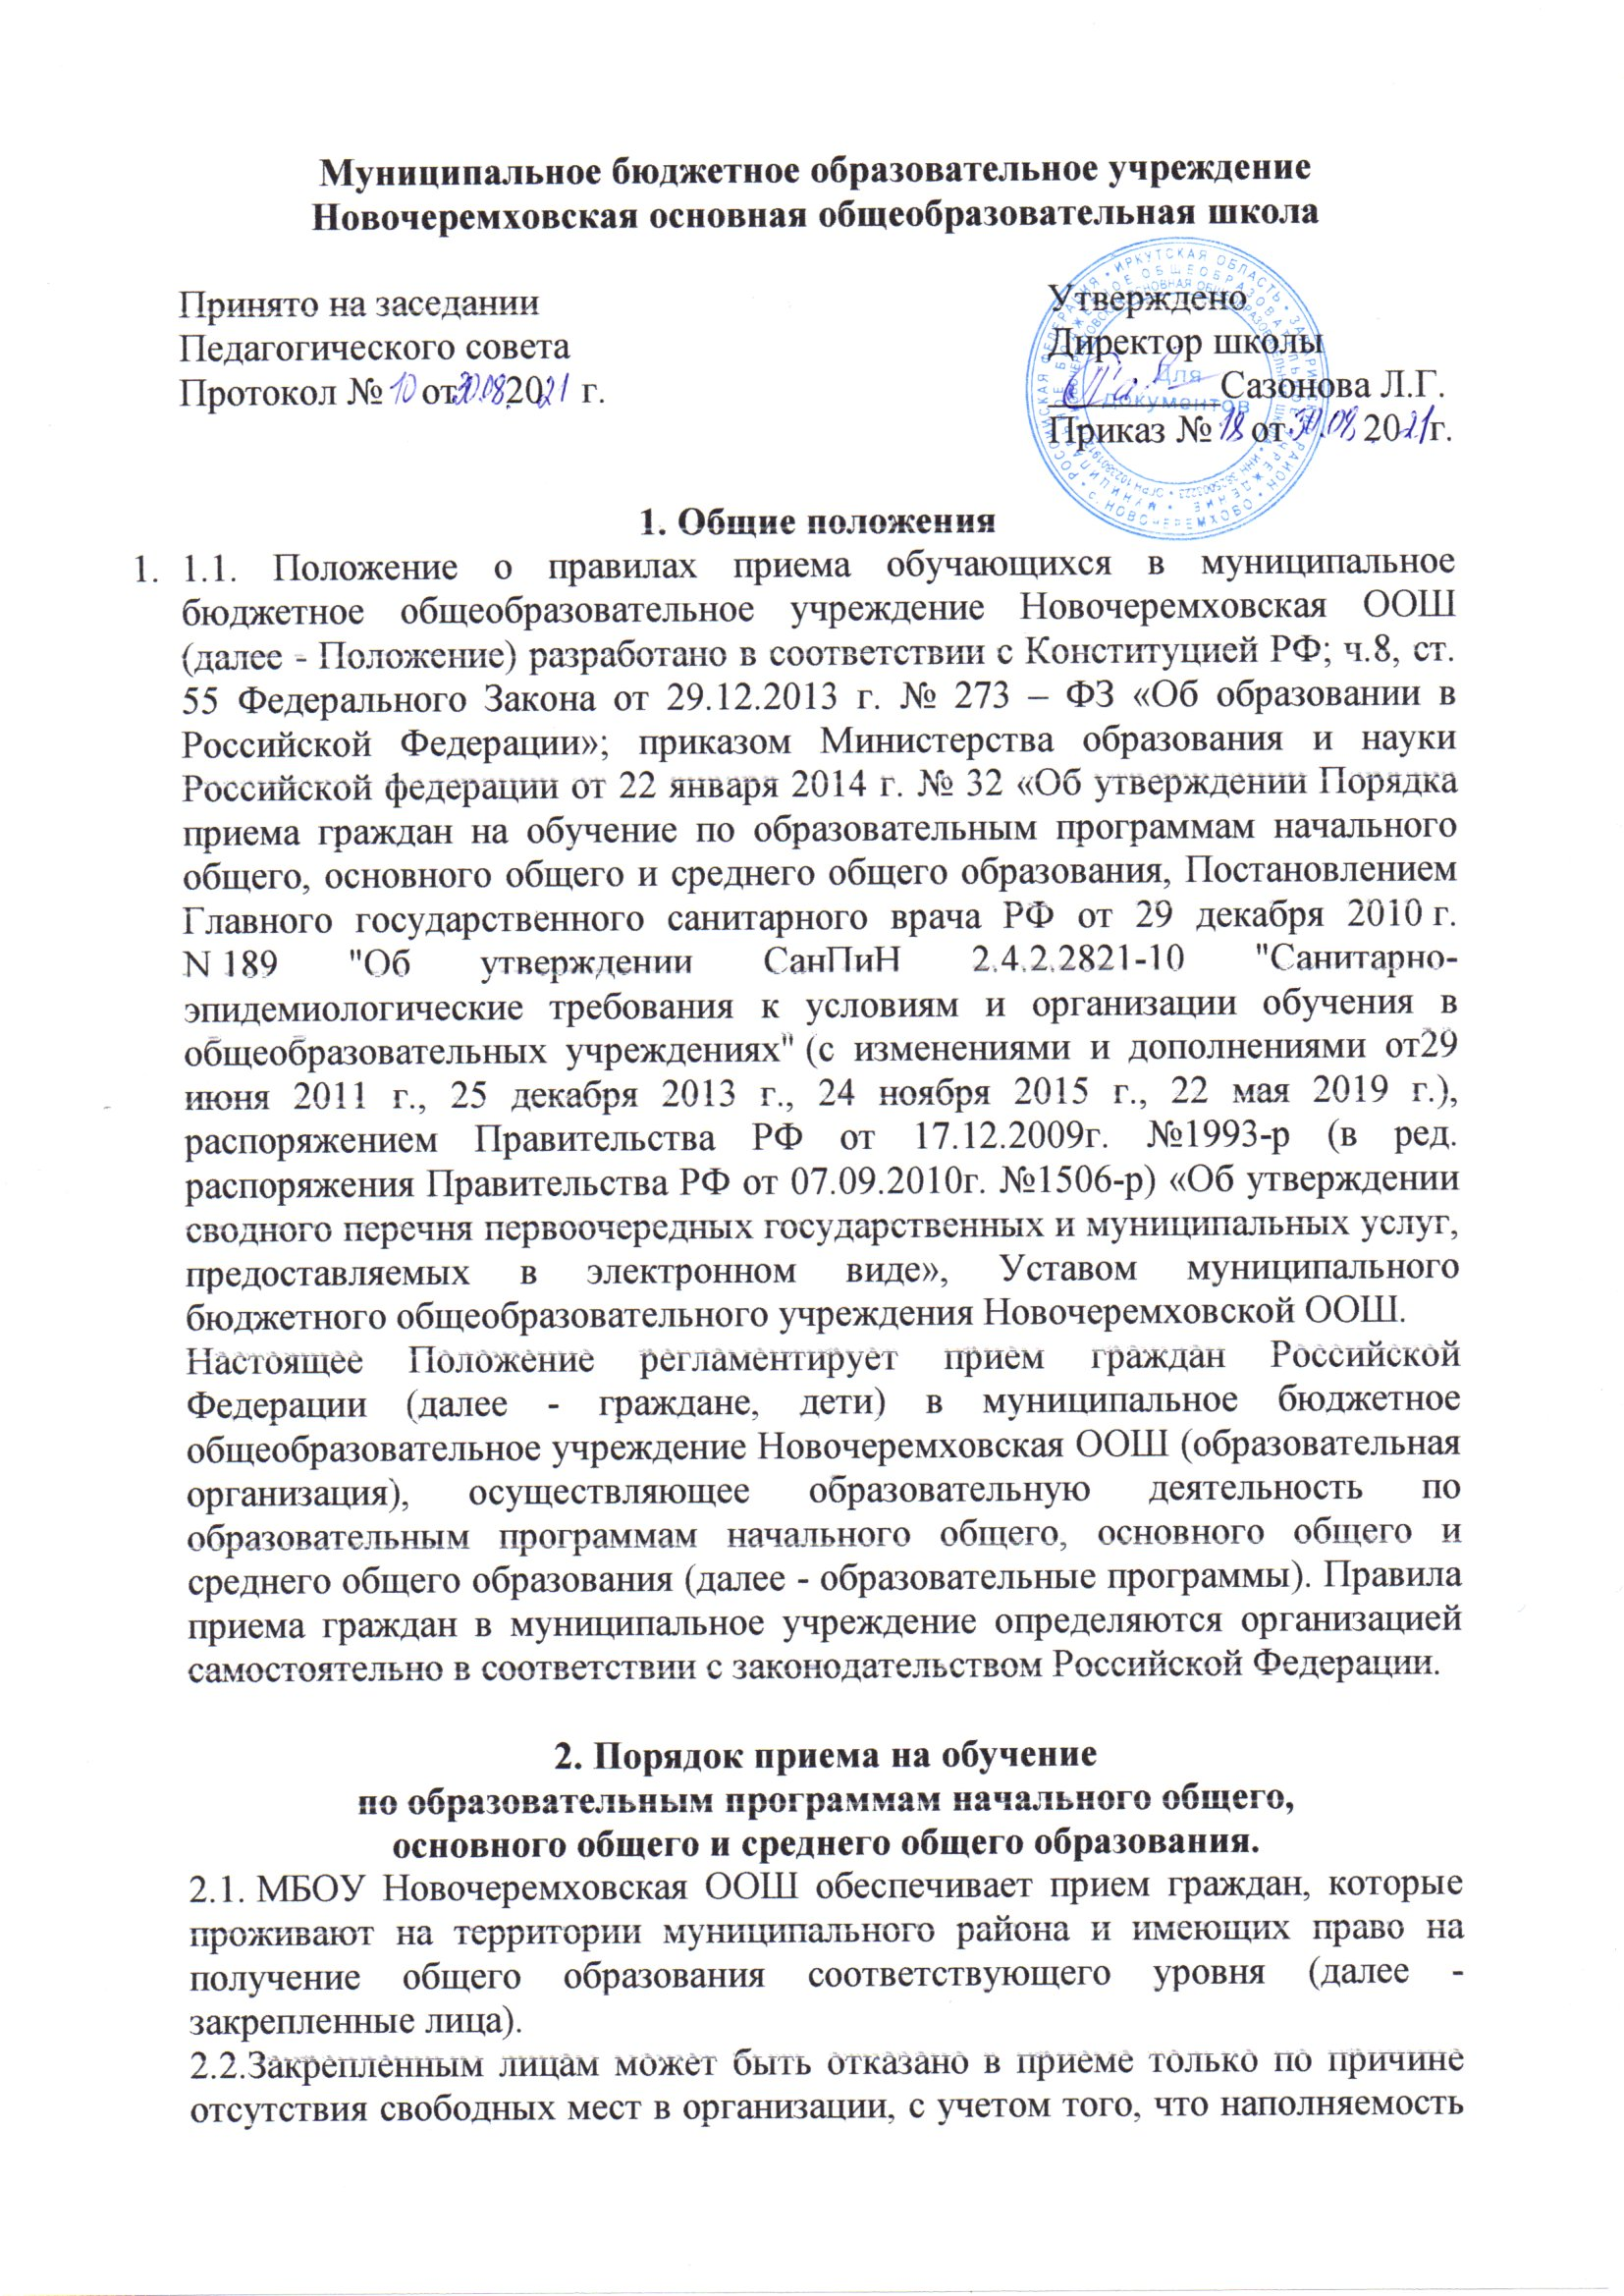 Муниципальное бюджетное образовательное учреждение
Новочеремховская основная общеобразовательная школа
Принято на заседании
Педагогического совета
Протокол № 10 от 30.08.2021 г.
Утверждено
Директор школы
Сазонова Л.Г.
Приказ № 18 от 30.08.2021г.
Для
документов
РОССИЙСКАЯ ФЕДЕРАЦИЯ • ИРКУТСКАЯ ОБЛАСТЬ • ЗАЛАРИНСКИЙ РАЙОН • с. НОВОЧЕРЕМХОВО
1. Общие положения
1. 1.1. Положение о правилах приема обучающихся в муниципальное
бюджетное общеобразовательное учреждение Новочеремховская ООШ
(далее - Положение) разработано в соответствии с Конституцией РФ; ч.8, ст.
55 Федерального Закона от 29.12.2013 г. № 273 – ФЗ «Об образовании в
Российской Федерации»; приказом Министерства образования и науки
Российской федерации от 22 января 2014 г. № 32 «Об утверждении Порядка
приема граждан на обучение по образовательным программам начального
общего, основного общего и среднего общего образования, Постановлением
Главного государственного санитарного врача РФ от 29 декабря 2010 г.
N 189 "Об утверждении СанПиН 2.4.2.2821-10 "Санитарно-
эпидемиологические требования к условиям и организации обучения в
общеобразовательных учреждениях" (с изменениями и дополнениями от29
июня 2011 г., 25 декабря 2013 г., 24 ноября 2015 г., 22 мая 2019 г.),
распоряжением Правительства РФ от 17.12.2009г. №1993-р (в ред.
распоряжения Правительства РФ от 07.09.2010г. №1506-р) «Об утверждении
сводного перечня первоочередных государственных и муниципальных услуг,
предоставляемых в электронном виде», Уставом муниципального
бюджетного общеобразовательного учреждения Новочеремховской ООШ.
Настоящее Положение регламентирует прием граждан Российской
Федерации (далее - граждане, дети) в муниципальное бюджетное
общеобразовательное учреждение Новочеремховская ООШ (образовательная
организация), осуществляющее образовательную деятельность по
образовательным программам начального общего, основного общего и
среднего общего образования (далее - образовательные программы). Правила
приема граждан в муниципальное учреждение определяются организацией
самостоятельно в соответствии с законодательством Российской Федерации.
2. Порядок приема на обучение
по образовательным программам начального общего,
основного общего и среднего общего образования.
2.1. МБОУ Новочеремховская ООШ обеспечивает прием граждан, которые
проживают на территории муниципального района и имеющих право на
получение общего образования соответствующего уровня (далее -
закрепленные лица).
2.2.Закрепленным лицам может быть отказано в приеме только по причине
отсутствия свободных мест в организации, с учетом того, что наполняемость